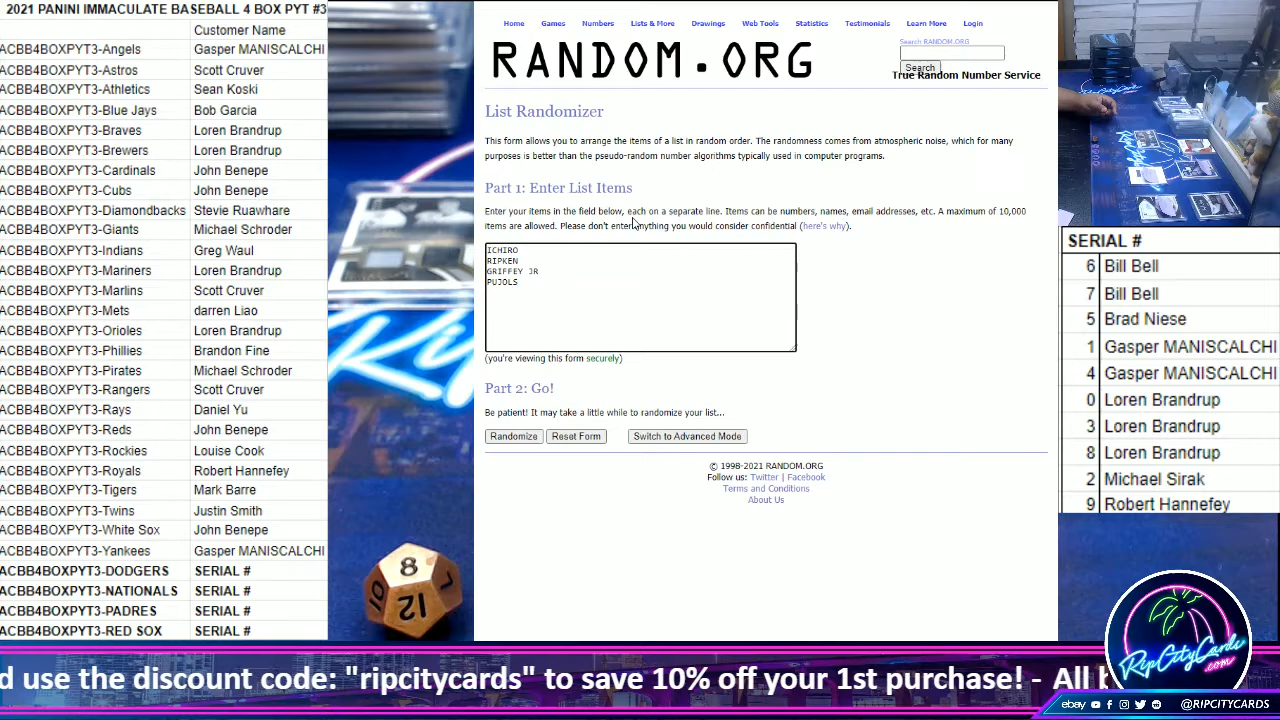 2021 PANINI IMMACULATE BASEBALL 4 BOX PYT #3
Customer Name
ACBB4BOXPYT3-Angels Gasper MANISCALCHI
ACBB4BOXPYT3-Astros Scott Cruver
ACBB4BOXPYT3-Athletics Sean Koski
ACBB4BOXPYT3-Blue Jays Bob Garcia
ACBB4BOXPYT3-Braves Loren Brandrup
ACBB4BOXPYT3-Brewers Loren Brandrup
ACBB4BOXPYT3-Cardinals John Benepe
ACBB4BOXPYT3-Cubs John Benepe
ACBB4BOXPYT3-Diamondbacks Stevie Ruawhare
ACBB4BOXPYT3-Giants Michael Schroder
ACBB4BOXPYT3-Indians Greg Waul
ACBB4BOXPYT3-Mariners Loren Brandrup
ACBB4BOXPYT3-Marlins Scott Cruver
ACBB4BOXPYT3-Mets darren Liao
ACBB4BOXPYT3-Orioles Loren Brandrup
ACBB4BOXPYT3-Phillies Brandon Fine
ACBB4BOXPYT3-Pirates Michael Schroder
ACBB4BOXPYT3-Rangers Scott Cruver
ACBB4BOXPYT3-Rays Daniel Yu
ACBB4BOXPYT3-Reds John Benepe
ACBB4BOXPYT3-Rockies Louise Cook
ACBB4BOXPYT3-Royals Robert Hannefey
ACBB4BOXPYT3-Tigers Mark Barre
ACBB4BOXPYT3-Twins Justin Smith
ACBB4BOXPYT3-White Sox John Benepe
ACBB4BOXPYT3-Yankees Gasper MANISCALCHI
ACBB4BOXPYT3-DODGERS SERIAL #
ACBB4BOXPYT3-NATIONALS SERIAL #
ACBB4BOXPYT3-PADRES SERIAL #
ACBB4BOXPYT3-RED SOX SERIAL #
8
12
10
7
Home Games Numbers Lists & More Drawings Web Tools Statistics Testimonials Learn More Login
RANDOM.ORG
Search RANDOM.ORG
Search
True Random Number Service
List Randomizer
This form allows you to arrange the items of a list in random order. The randomness comes from atmospheric noise, which for many
purposes is better than the pseudo-random number algorithms typically used in computer programs.
Part 1: Enter List Items
Enter your items in the field below, each on a separate line. Items can be numbers, names, email addresses, etc. A maximum of 10,000
items are allowed. Please don't enter anything you would consider confidential (here's why).
ICHIRO
RIPKEN
GRIFFEY JR
PUJOLS
(you're viewing this form securely)
Part 2: Go!
Be patient! It may take a little while to randomize your list...
Randomize Reset Form Switch to Advanced Mode
© 1998-2021 RANDOM.ORG
Follow us: Twitter | Facebook
Terms and Conditions
About Us
SERIAL #
6 Bill Bell
7 Bill Bell
5 Brad Niese
1 Gasper MANISCALCHI
4 Gasper MANISCALCHI
0 Loren Brandrup
3 Loren Brandrup
8 Loren Brandrup
2 Michael Sirak
9 Robert Hannefey
RipCityCards
.com
d use the discount code: "ripcitycards" to save 10% off your 1st purchase! - All b
ebay @RIPCITYCARDS